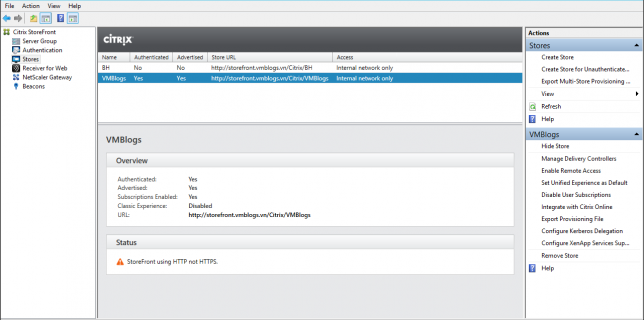 File Action View Help
Citrix StoreFront
Server Group
Authentication
Stores
Receiver for Web
NetScaler Gateway
Beacons
CİTRIX
Name Authenticated Advertised Store URL Access
BH No No http://storefront.vmblogs.vn/Citrix/BH Internal network only
VMBlogs Yes Yes http://storefront.vmblogs.vn/Citrix/VMBlogs Internal network only
VMBlogs
Overview
Authenticated: Yes
Advertised: Yes
Subscriptions Enabled: Yes
Classic Experience: Disabled
URL: http://storefront.vmblogs.vn/Citrix/VMBlogs
Status
StoreFront using HTTP not HTTPS.
Actions
Stores
Create Store
Create Store for Unauthenticate...
Export Multi-Store Provisioning ...
View
Refresh
Help
VMBlogs
Hide Store
Manage Delivery Controllers
Enable Remote Access
Set Unified Experience as Default
Disable User Subscriptions
Integrate with Citrix Online
Export Provisioning File
Configure Kerberos Delegation
Configure XenApp Services Sup...
Remove Store
Help